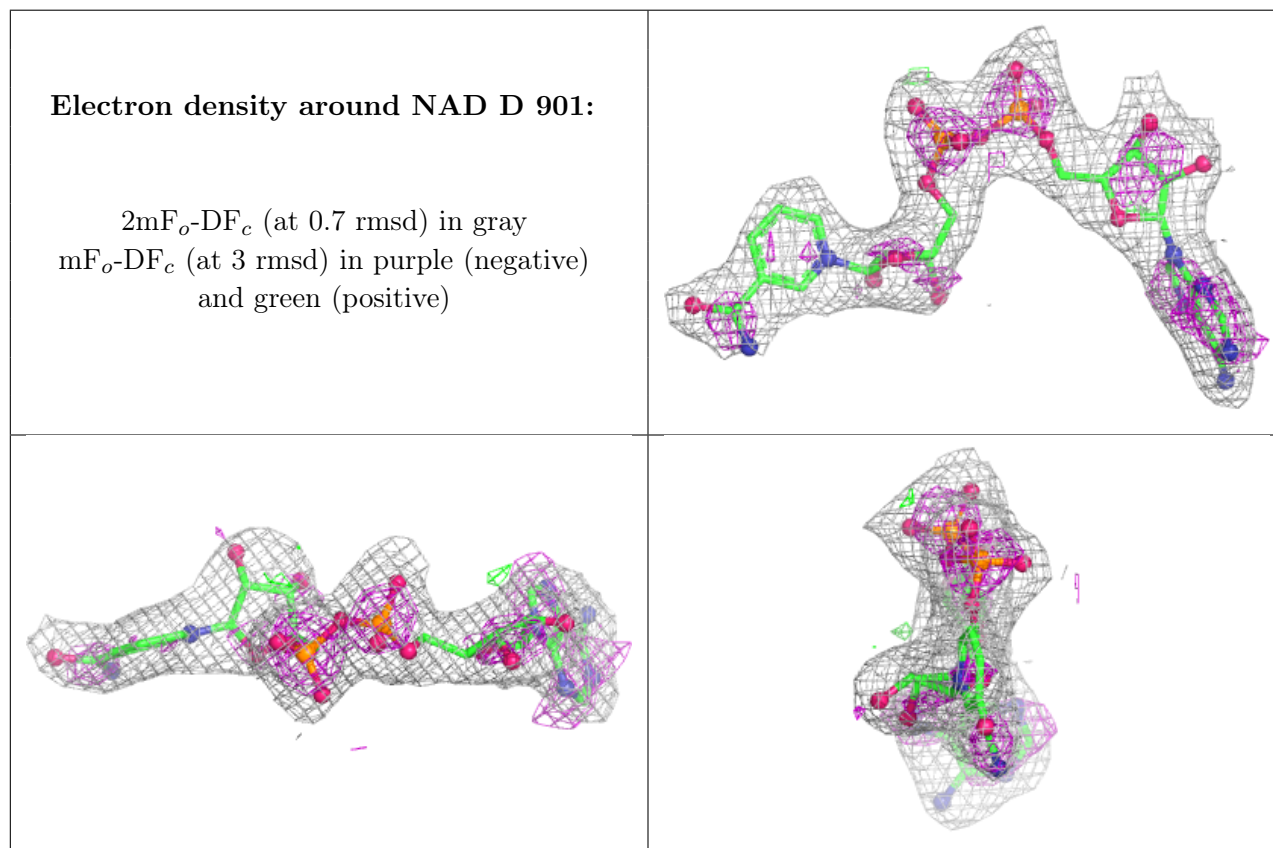 Electron density around NAD D 901:
2mFo-DFc (at 0.7 rmsd) in gray
mFo-DFc (at 3 rmsd) in purple (negative)
and green (positive)